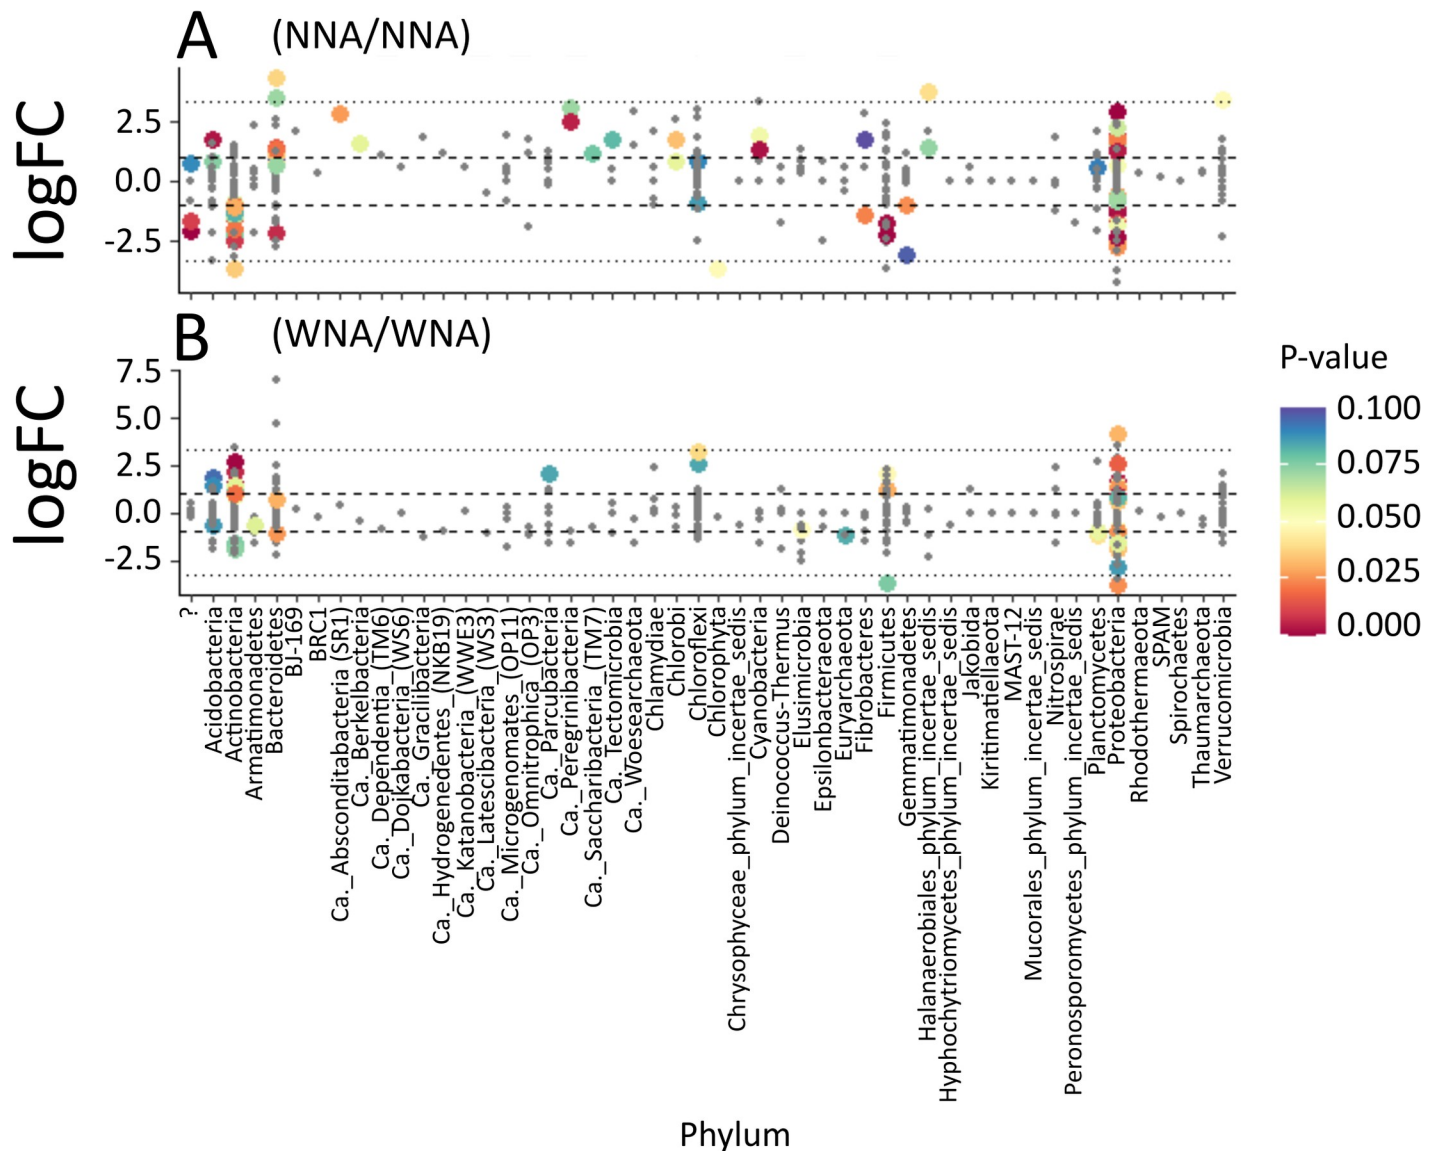 A (NNA/NNA)
logFC
2.5
0.0
-2.5
B (WNA/WNA)
logFC
7.5
5.0
2.5
0.0
-2.5
P-value
0.100
0.075
0.050
0.025
0.000
?
Acidobacteria
Actinobacteria
Armatimonadetes
Bacteroidetes
BJ-169
BRC1
Ca._Absconditabacteria_(SR1)
Ca._Berkelbacteria
Ca._Dependentia_(TM6)
Ca._Dojkabacteria_(WS6)
Ca._Gracilibacteria
Ca._Hydrogenedentes_(NKB19)
Ca._Katanobacteria_(WWE3)
Ca._Latescibacteria_(WS3)
Ca._Microgenomates_(OP11)
Ca._Omnitrophica_(OP3)
Ca._Parcubacteria
Ca._Peregrinibacteria
Ca._Saccharibacteria_(TM7)
Ca._Tectomicrobia
Ca._Woesearchaeota
Chlamydiae
Chlorobi
Chloroflexi
Chlorophyta
Chrysophyceae_phylum_incertae_sedis
Cyanobacteria
Deinococcus-Thermus
Elusimicrobia
Epsilonbacteraeota
Euryarchaeota
Fibrobacteres
Firmicutes
Gemmatimonadetes
Halanaerobiales_phylum_incertae_sedis
Hyphochytriomycetes_phylum_incertae_sedis
Jakobida
Kiritimatiellaeota
MAST-12
Mucorales_phylum_incertae_sedis
Nitrospirae
Peronosporomycetes_phylum_incertae_sedis
Planctomycetes
Proteobacteria
Rhodothermaeota
SPAM
Spirochaetes
Thaumarchaeota
Verrucomicrobia
Phylum